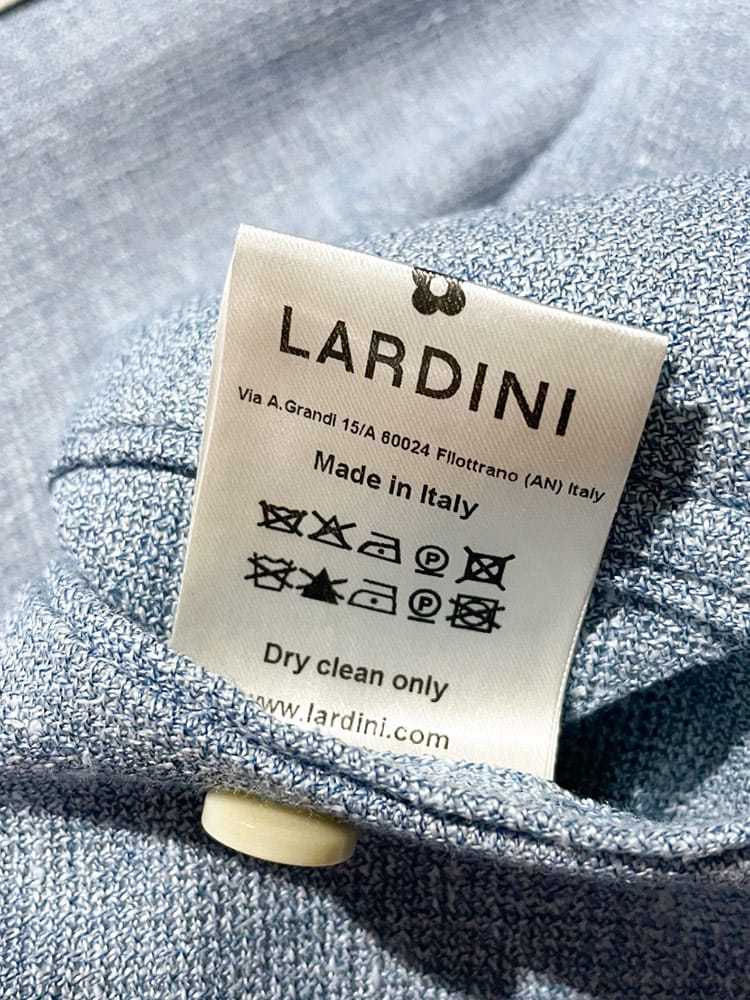 LARDINI
Via A.Grandi 15/A 60024 Filottrano (AN) Italy
Made in Italy
P
P
Dry clean only
www.lardini.com